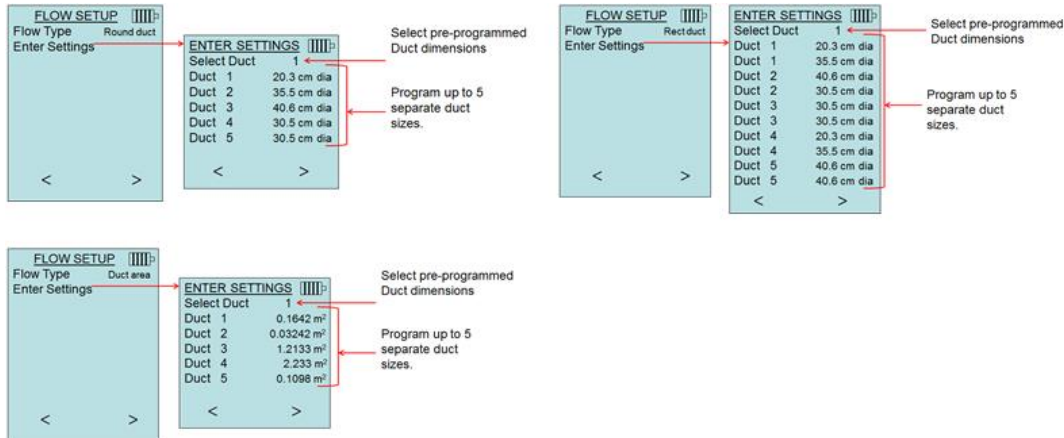 FLOW SETUP
Flow Type Round duct
Enter Settings
ENTER SETTINGS
Select Duct 1
Duct 1 20.3 cm dia
Duct 2 35.5 cm dia
Duct 3 40.6 cm dia
Duct 4 30.5 cm dia
Duct 5 30.5 cm dia
< >
< >
Select pre-programmed
Duct dimensions
Program up to 5
separate duct
sizes.
FLOW SETUP
Flow Type Rect duct
Enter Settings
< >
ENTER SETTINGS
Select Duct 1
Duct 1 20.3 cm dia
Duct 1 35.5 cm dia
Duct 2 40.6 cm dia
Duct 2 30.5 cm dia
Duct 3 30.5 cm dia
Duct 3 30.5 cm dia
Duct 4 20.3 cm dia
Duct 4 35.5 cm dia
Duct 5 40.6 cm dia
Duct 5 40.6 cm dia
< >
Select pre-programmed
Duct dimensions
Program up to 5
separate duct
sizes.
FLOW SETUP
Flow Type Duct area
Enter Settings
< >
ENTER SETTINGS
Select Duct 1
Duct 1 0.1642 m²
Duct 2 0.03242 m²
Duct 3 1.2133 m²
Duct 4 2.233 m²
Duct 5 0.1098 m²
< >
Select pre-programmed
Duct dimensions
Program up to 5
separate duct
sizes.